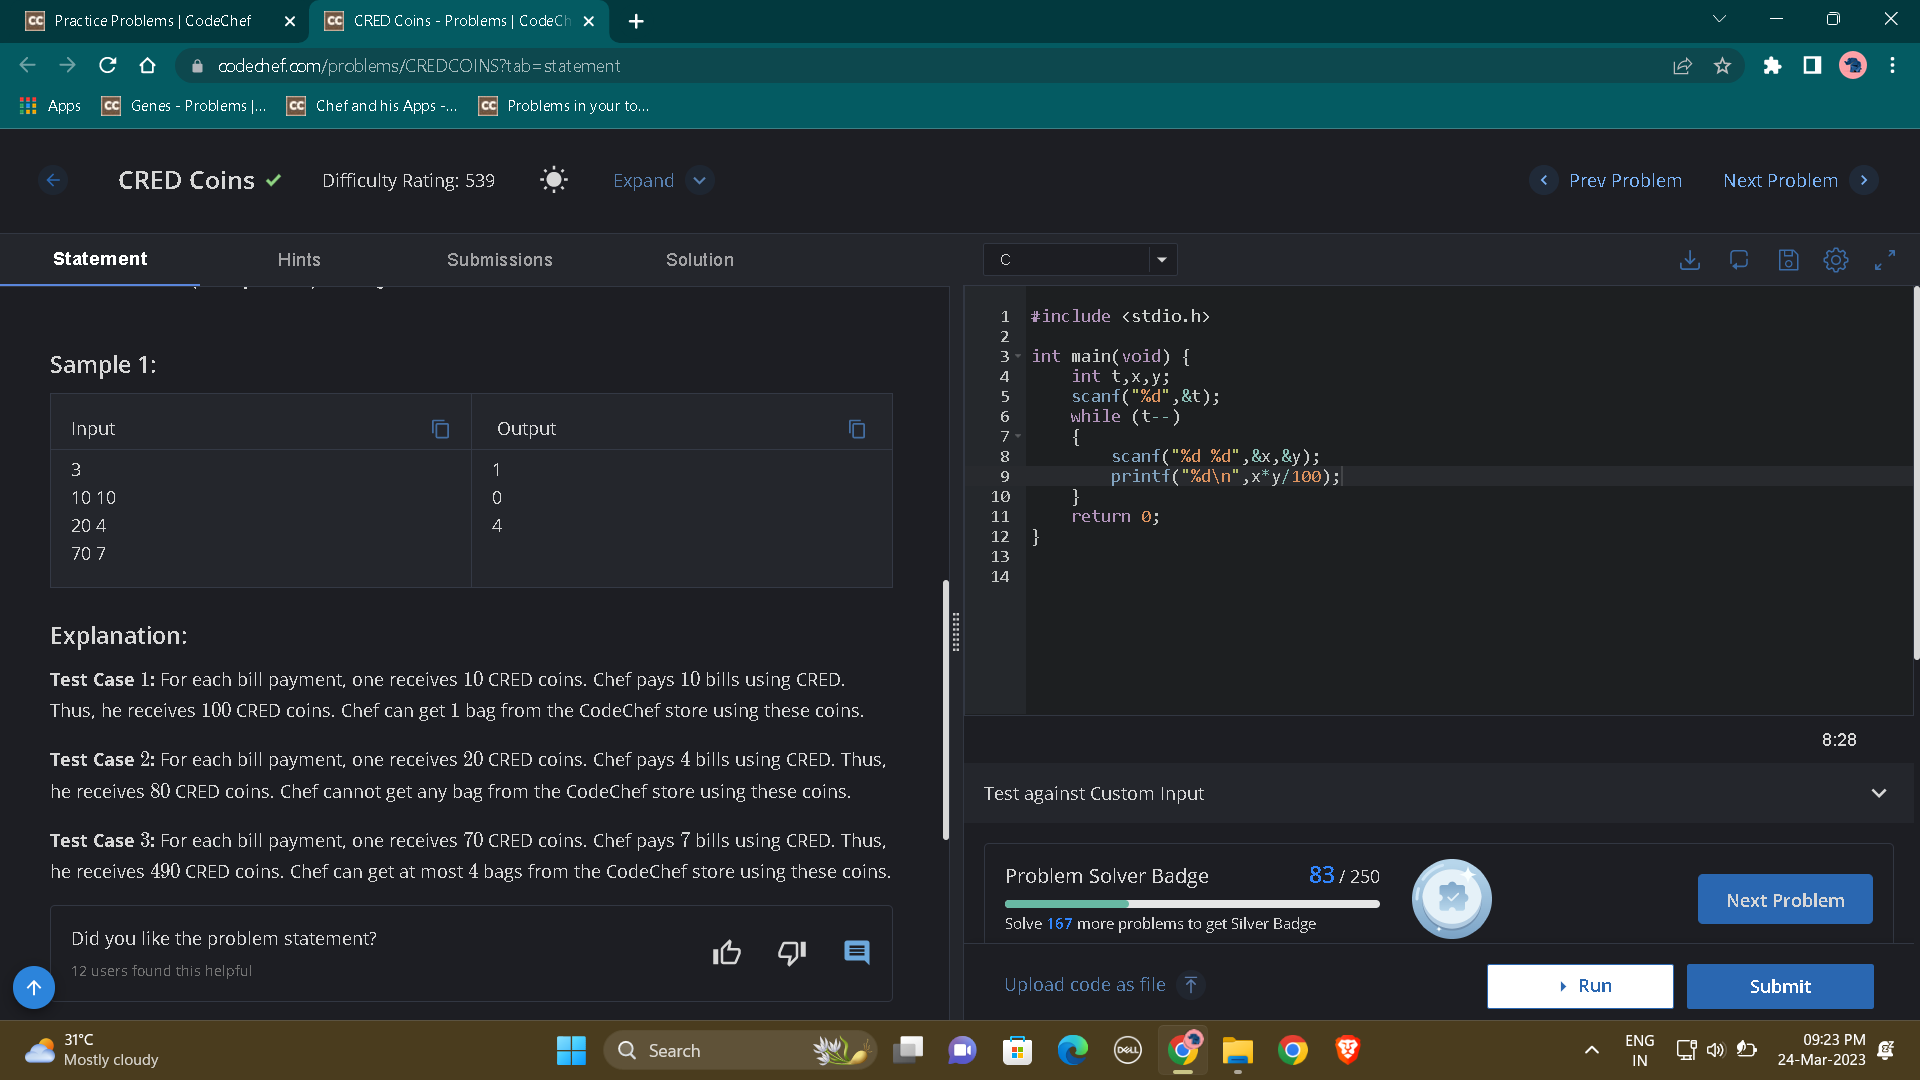 Practice Problems | CodeChef
CRED Coins - Problems | CodeCh
codechef.com/problems/CREDCOINS?tab=statement
Apps
Genes - Problems |...
Chef and his Apps -...
Problems in your to...
CRED Coins
Difficulty Rating: 539
Expand
Prev Problem
Next Problem
Statement
Hints
Submissions
Solution
C
Sample 1:
Input
Output
3
10 10
20 4
70 7
1
0
4
Explanation:
Test Case 1: For each bill payment, one receives 10 CRED coins. Chef pays 10 bills using CRED.
Thus, he receives 100 CRED coins. Chef can get 1 bag from the CodeChef store using these coins.
Test Case 2: For each bill payment, one receives 20 CRED coins. Chef pays 4 bills using CRED. Thus,
he receives 80 CRED coins. Chef cannot get any bag from the CodeChef store using these coins.
Test Case 3: For each bill payment, one receives 70 CRED coins. Chef pays 7 bills using CRED. Thus,
he receives 490 CRED coins. Chef can get at most 4 bags from the CodeChef store using these coins.
Did you like the problem statement?
12 users found this helpful
1 #include <stdio.h>
2
3 int main(void) {
4 int t,x,y;
5 scanf("%d",&t);
6 while (t--)
7 {
8 scanf("%d %d",&x,&y);
9 printf("%d\n",x*y/100);
10 }
11 return 0;
12 }
13
14
8:28
Test against Custom Input
Problem Solver Badge
83 / 250
Solve 167 more problems to get Silver Badge
Next Problem
Upload code as file
Run
Submit
31°C
Mostly cloudy
Search
DELL
ENG
IN
09:23 PM
24-Mar-2023